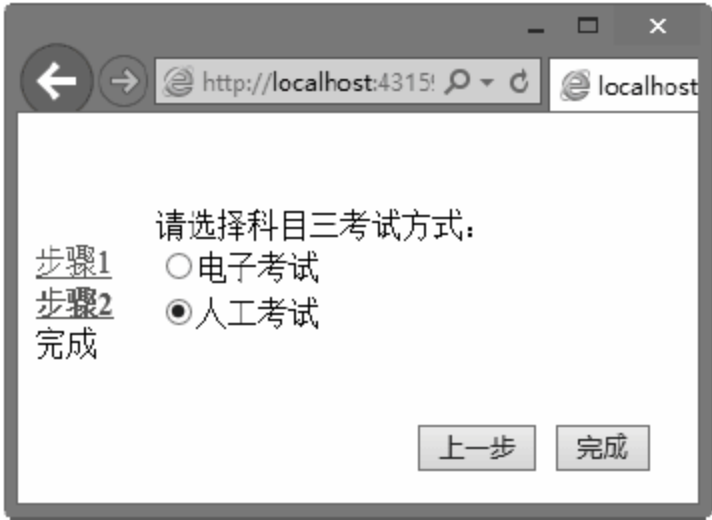 http://localhost:4315
localhost
请选择科目三考试方式:
步骤1
电子考试
步骤2
人工考试
完成
上一步 完成